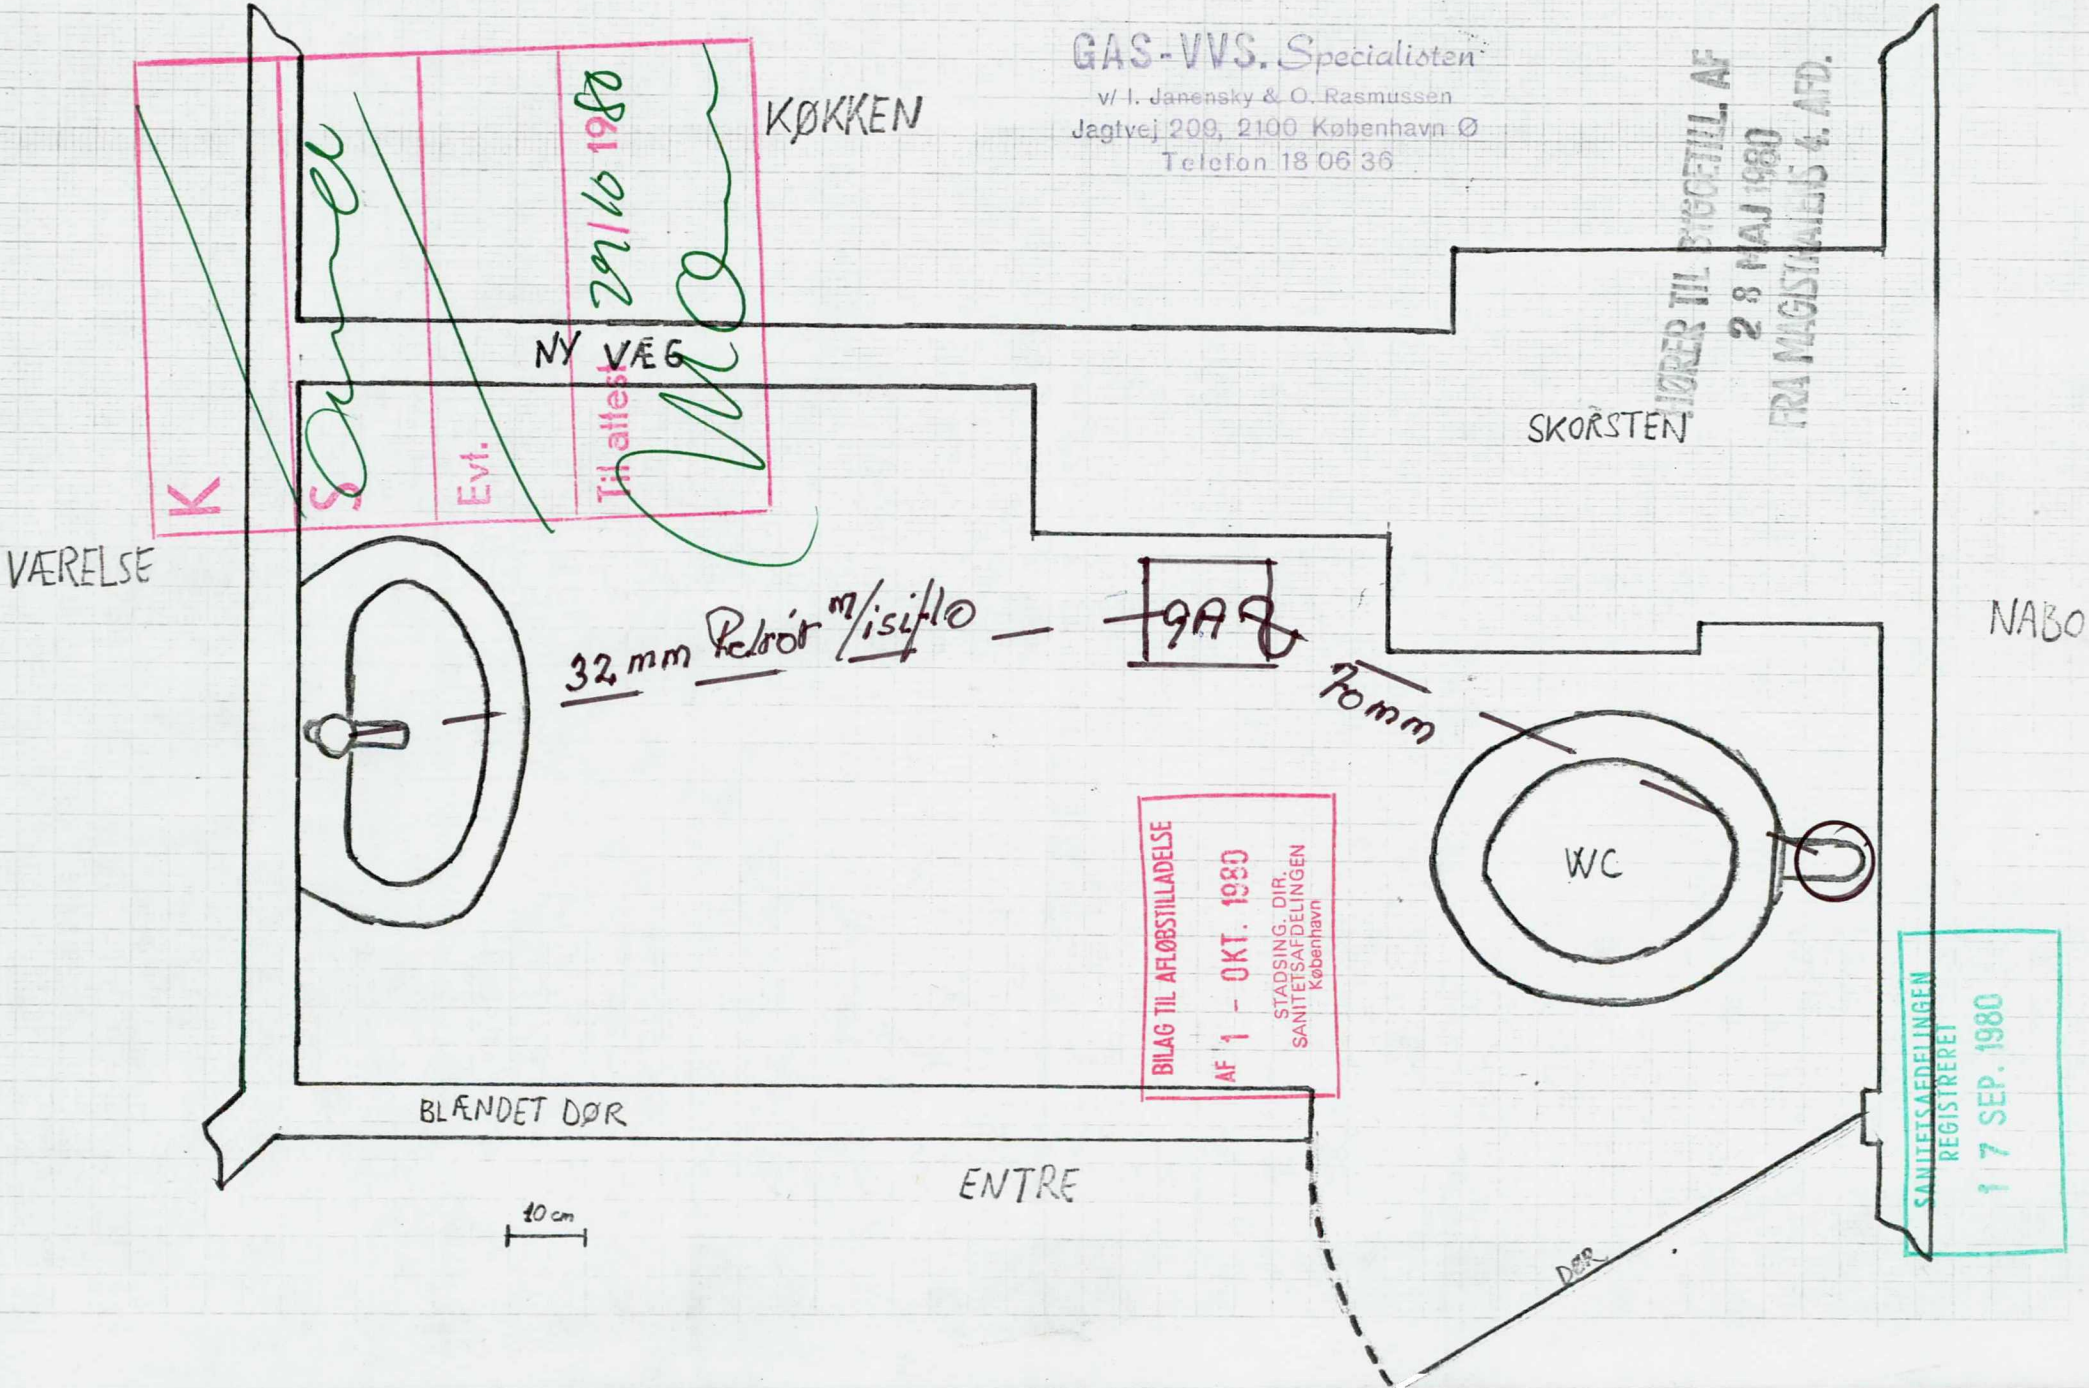 GAS-VVS. Specialisten
v/ I. Janensky & O. Rasmussen
Jagtvej 209, 2100 København Ø
Telefon 18 06 36
HØRER TIL BYGGETILL. AF
28 MAJ 1980
FRA MAGISTRATENS 4. AFD.
KØKKEN
K
S
Evt.
Til attest
29/10 1980
NY VÆG
SKORSTEN
VÆRELSE
NABO
32 mm Pelrör m/isiflo
GAS
70 mm
WC
BILAG TIL AFLØBSTILLADELSE
AF 1 - OKT. 1980
STADSING. DIR.
SANITETSAFDELINGEN
København
SANITETSAFDELINGEN
REGISTRERET
17 SEP. 1980
BLÆNDET DØR
ENTRE
10 cm
DØR